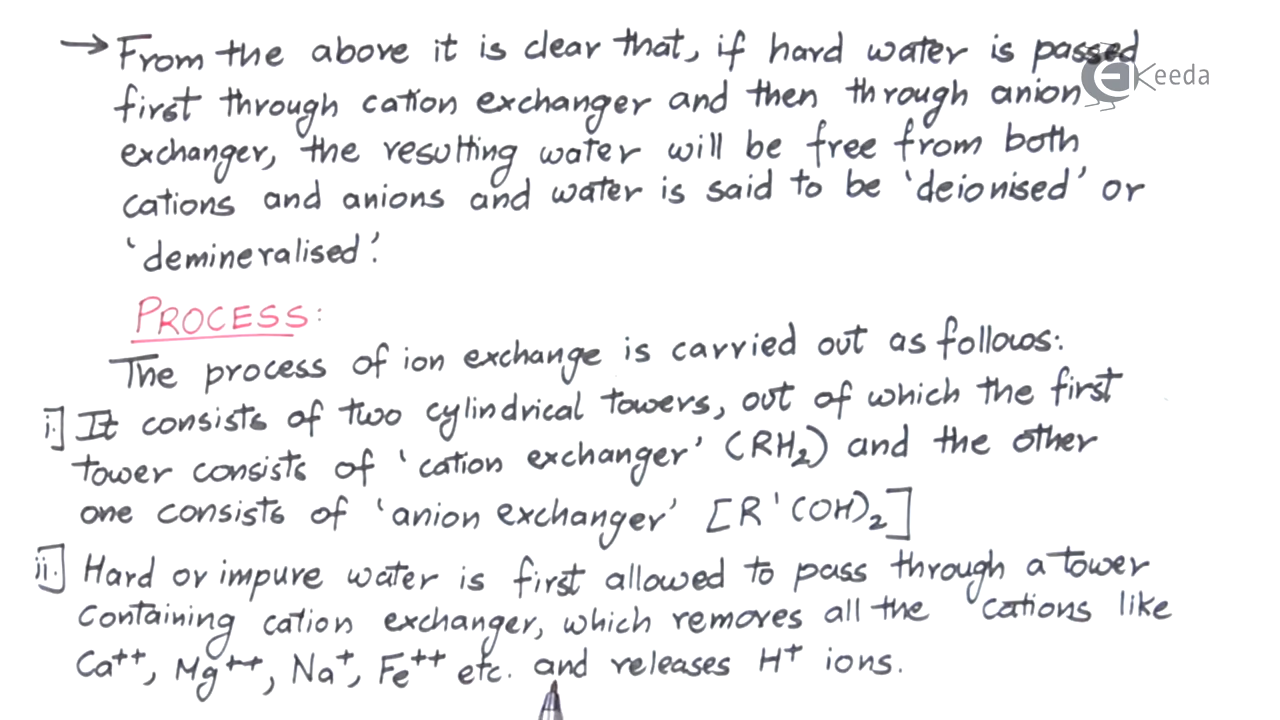 → From the above it is clear that, if hard water is passed
first through cation exchanger and then through anion
exchanger, the resulting water will be free from both
cations and anions and water is said to be 'deionised' or
'demineralised'.
PROCESS:
The process of ion exchange is carried out as follows:
i.] It consists of two cylindrical towers, out of which the first
tower consists of 'cation exchanger' (RH₂) and the other
one consists of 'anion exchanger' [R'(OH)₂]
ii.] Hard or impure water is first allowed to pass through a tower
containing cation exchanger, which removes all the cations like
Ca⁺⁺, Mg⁺⁺, Na⁺, Fe⁺⁺ etc. and releases H⁺ ions.
eKeeda